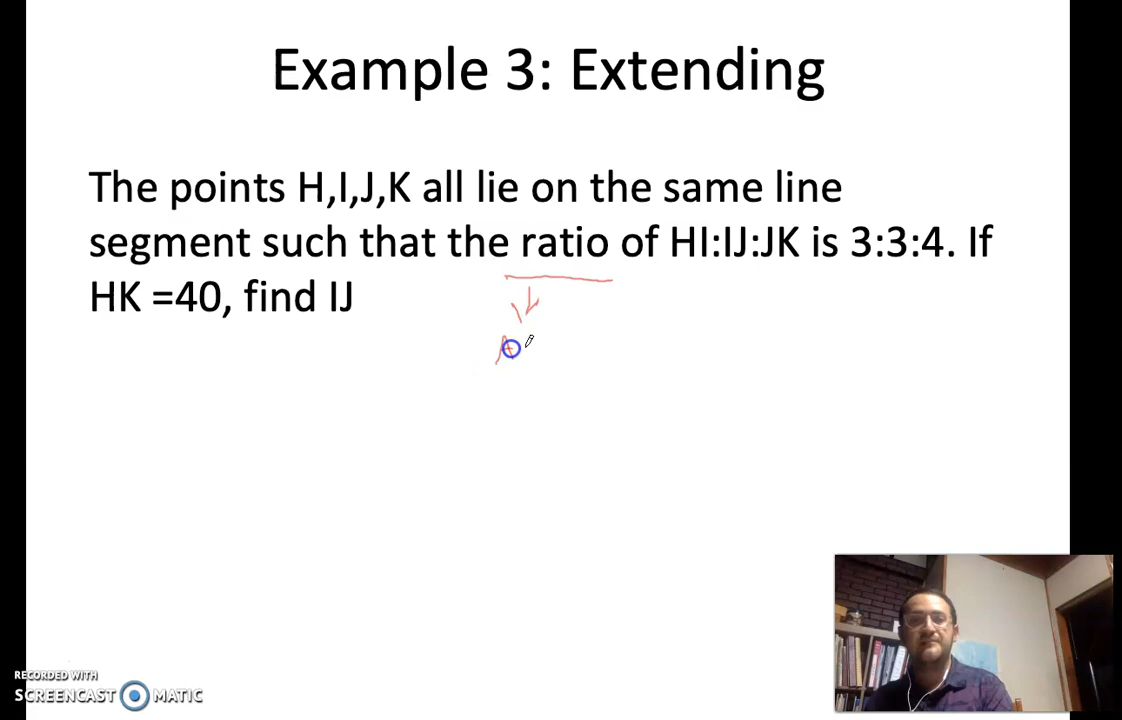 Example 3: Extending
The points H,I,J,K all lie on the same line
segment such that the ratio of HI:IJ:JK is 3:3:4. If
HK =40, find IJ
A
RECORDED WITH
SCREENCAST MATIC